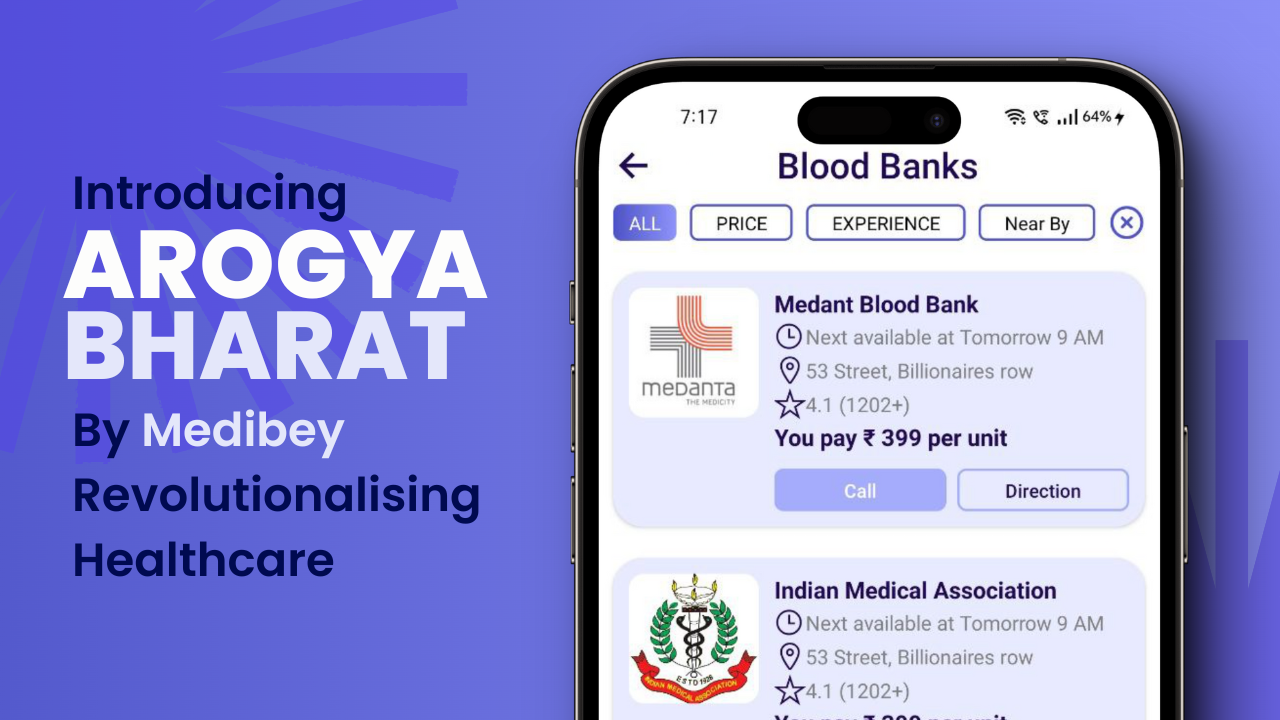 Introducing
AROGYA
BHARAT
By Medibey
Revolutionalising
Healthcare
7:17
64%
Blood Banks
ALL
PRICE
EXPERIENCE
Near By
medanta
THE MEDICITY
Medant Blood Bank
Next available at Tomorrow 9 AM
53 Street, Billionaires row
4.1 (1202+)
You pay ₹ 399 per unit
Call
Direction
ESTD 1928
INDIAN MEDICAL ASSOCIATION
Indian Medical Association
Next available at Tomorrow 9 AM
53 Street, Billionaires row
4.1 (1202+)